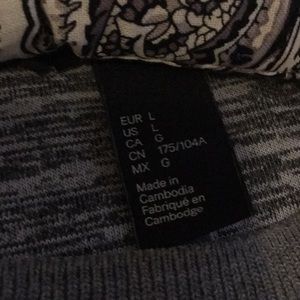 EUR L
US L
CA G
CN 175/104A
MX G
Made in
Cambodia
Fabriqué en
Cambodge